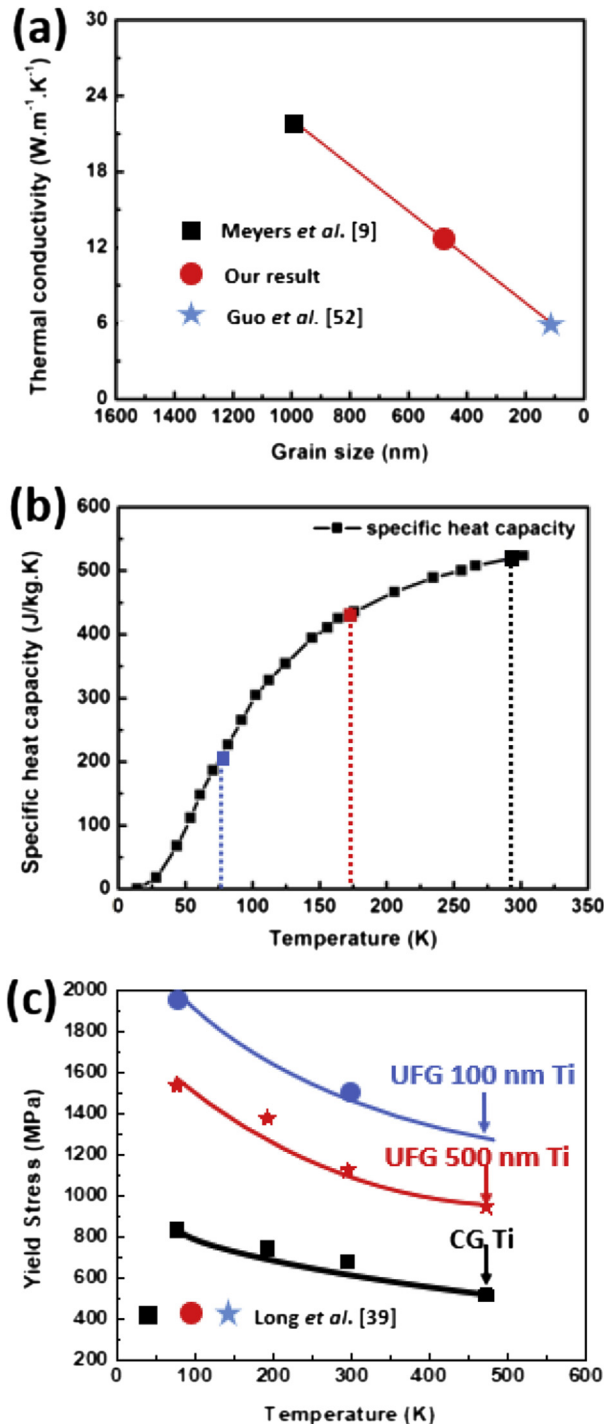 (a)
Thermal conductivity (W.m⁻¹.K⁻¹)
30
24
18
12
6
0
Meyers et al. [9]
Our result
Guo et al. [52]
1600 1400 1200 1000 800 600 400 200 0
Grain size (nm)
(b)
Specific heat capacity (J/kg.K)
600
500
400
300
200
100
0
specific heat capacity
0 50 100 150 200 250 300 350
Temperature (K)
(c)
Yield Stress (MPa)
2000
1800
1600
1400
1200
1000
800
600
400
200
UFG 100 nm Ti
UFG 500 nm Ti
CG Ti
Long et al. [39]
0 100 200 300 400 500 600
Temperature (K)